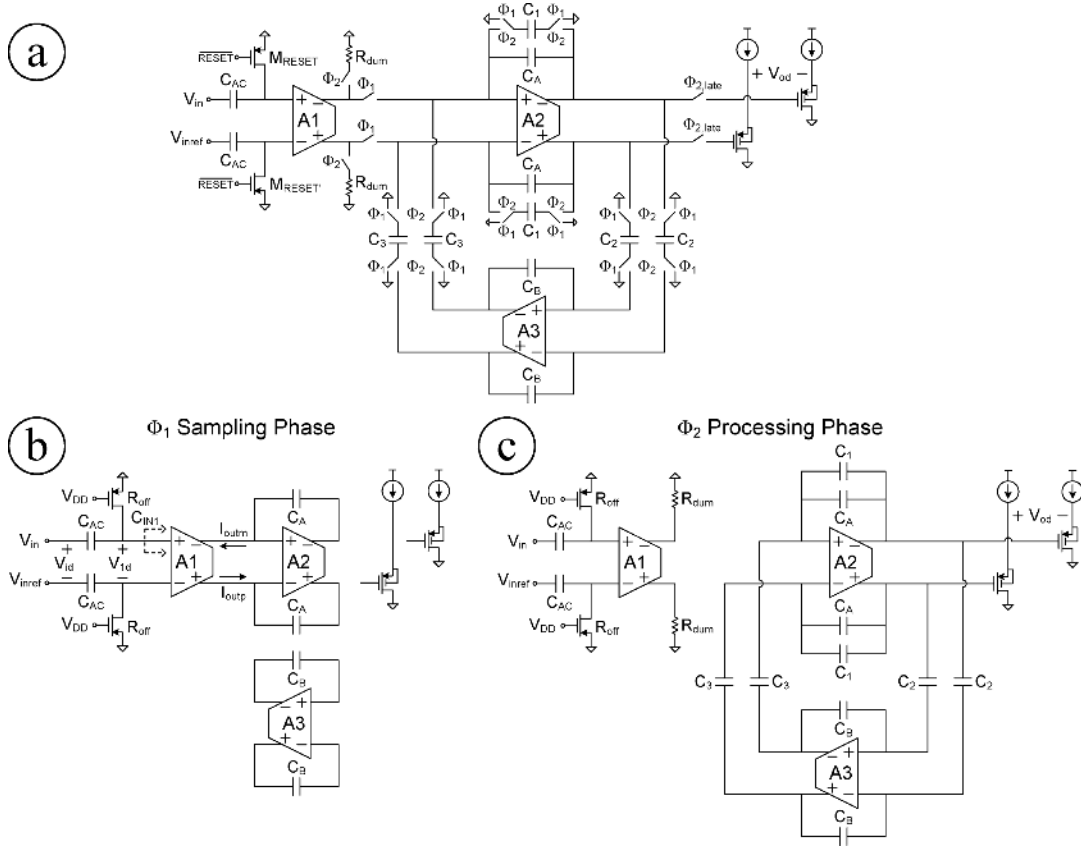 a
Φ1 C1 Φ1
Φ2 Φ2
RESET MRESET Φ2 Rdum Φ1 CA + Vod −
CAC
Vin + − + − Φ2,late
A1 A2
Vinref − + Φ1 − + Φ2,late
CAC Φ2 CA
RESET MRESET' Rdum
Φ2 Φ2
Φ1 C1 Φ1
Φ1 Φ2 Φ1 Φ1 Φ2 Φ1
C3 C3 C2 C2
Φ1 Φ2 Φ1 Φ1 Φ2 Φ1
CB
− +
A3
+ −
CB
b
Φ1 Sampling Phase
VDD Roff
CIN1 CA
CAC Ioutm
Vin + + + − + −
Vid V1d A1 A2
Vinref − − − + − +
CAC Ioutp
VDD Roff CA
CB
− +
A3
+ −
CB
c
Φ2 Processing Phase
C1
VDD Roff Rdum CA + Vod −
CAC
Vin + − + −
A1 A2
Vinref − + − +
CAC
VDD Roff Rdum CA
C1
C3 C3 C2 C2
CB
− +
A3
+ −
CB